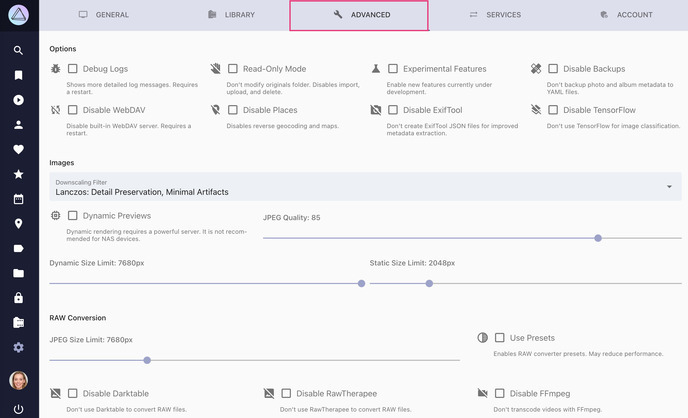 GENERAL LIBRARY ADVANCED SERVICES ACCOUNT
Options
Debug Logs
Shows more detailed log messages. Requires
a restart.
Read-Only Mode
Don't modify originals folder. Disables import,
upload, and delete.
Experimental Features
Enable new features currently under
development.
Disable Backups
Don't backup photo and album metadata to
YAML files.
Disable WebDAV
Disable built-in WebDAV server. Requires a
restart.
Disable Places
Disables reverse geocoding and maps.
Disable ExifTool
Don't create ExifTool JSON files for improved
metadata extraction.
Disable TensorFlow
Don't use TensorFlow for image classification.
Images
Downscaling Filter
Lanczos: Detail Preservation, Minimal Artifacts
Dynamic Previews
Dynamic rendering requires a powerful server. It is not recom-
mended for NAS devices.
JPEG Quality: 85
Dynamic Size Limit: 7680px
Static Size Limit: 2048px
RAW Conversion
JPEG Size Limit: 7680px
Use Presets
Enables RAW converter presets. May reduce performance.
Disable Darktable
Don't use Darktable to convert RAW files.
Disable RawTherapee
Don't use RawTherapee to convert RAW files.
Disable FFmpeg
Don't transcode videos with FFmpeg.